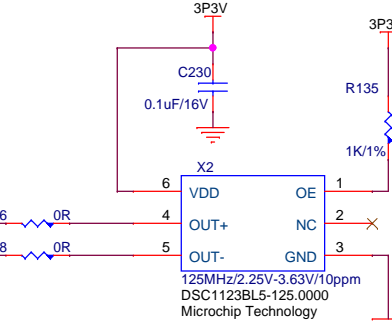 3P3V
3P3
C230
0.1uF/16V
R135
1K/1%
X2
6 VDD OE 1
6 0R 4 OUT+ NC 2
8 0R 5 OUT- GND 3
125MHz/2.25V-3.63V/10ppm
DSC1123BL5-125.0000
Microchip Technology